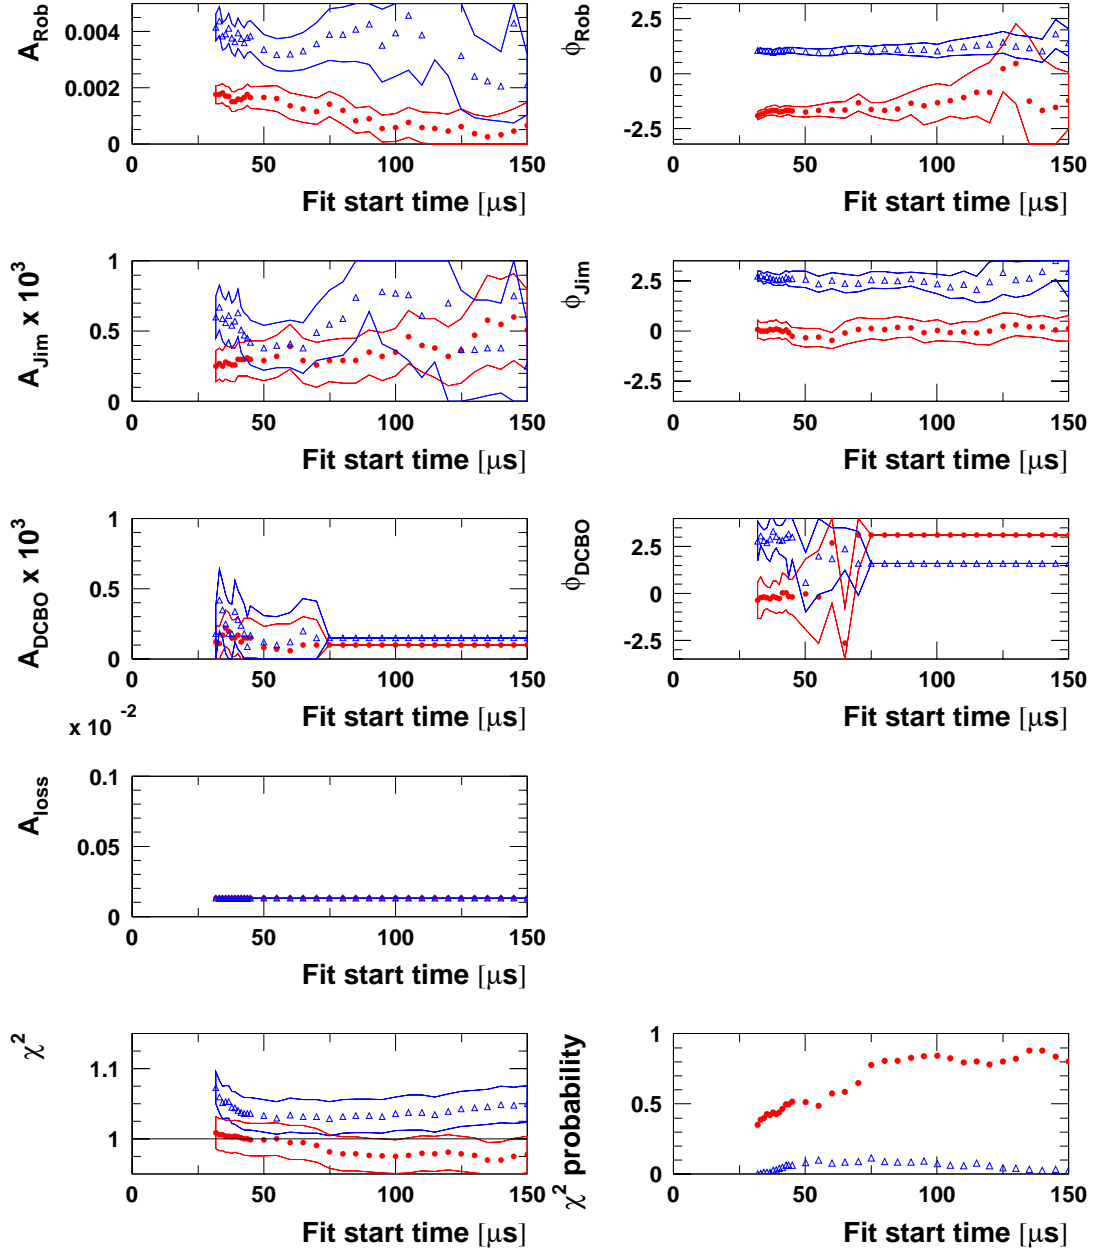 A_Rob
0.004
0.002
0
0 50 100 150
Fit start time [μs]
ϕ_Rob
2.5
0
-2.5
0 50 100 150
Fit start time [μs]
A_Jim x 10^3
1
0.5
0
0 50 100 150
Fit start time [μs]
ϕ_Jim
2.5
0
-2.5
0 50 100 150
Fit start time [μs]
A_DCBO x 10^3
1
0.5
0
0 50 100 150
Fit start time [μs]
ϕ_DCBO
2.5
0
-2.5
0 50 100 150
Fit start time [μs]
x 10^-2
A_loss
0.1
0.05
0
0 50 100 150
Fit start time [μs]
χ^2
1.1
1
0 50 100 150
Fit start time [μs]
χ^2 probability
1
0.5
0
0 50 100 150
Fit start time [μs]